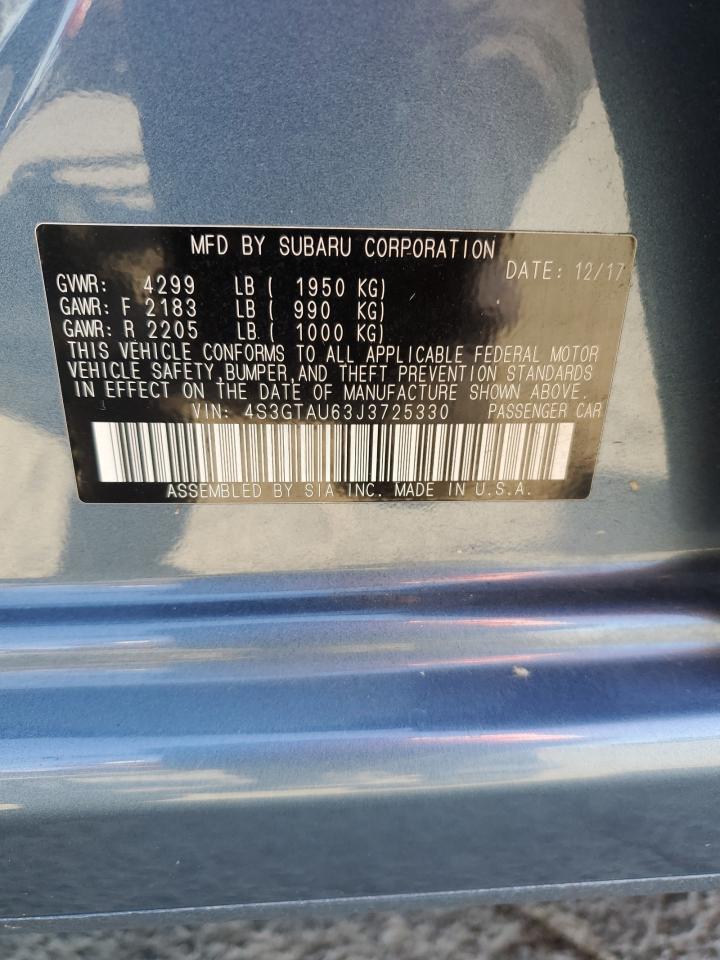 MFD BY SUBARU CORPORATION
DATE: 12/17
GVWR: 4299 LB ( 1950 KG)
GAWR: F 2183 LB ( 990 KG)
GAWR: R 2205 LB. ( 1000 KG)
THIS VEHICLE CONFORMS TO ALL APPLICABLE FEDERAL MOTOR
VEHICLE SAFETY, BUMPER, AND THEFT PREVENTION STANDARDS
IN EFFECT ON THE DATE OF MANUFACTURE SHOWN ABOVE.
VIN: 4S3GTAU63J3725330 PASSENGER CAR
ASSEMBLED BY SIA INC. MADE IN U.S.A.